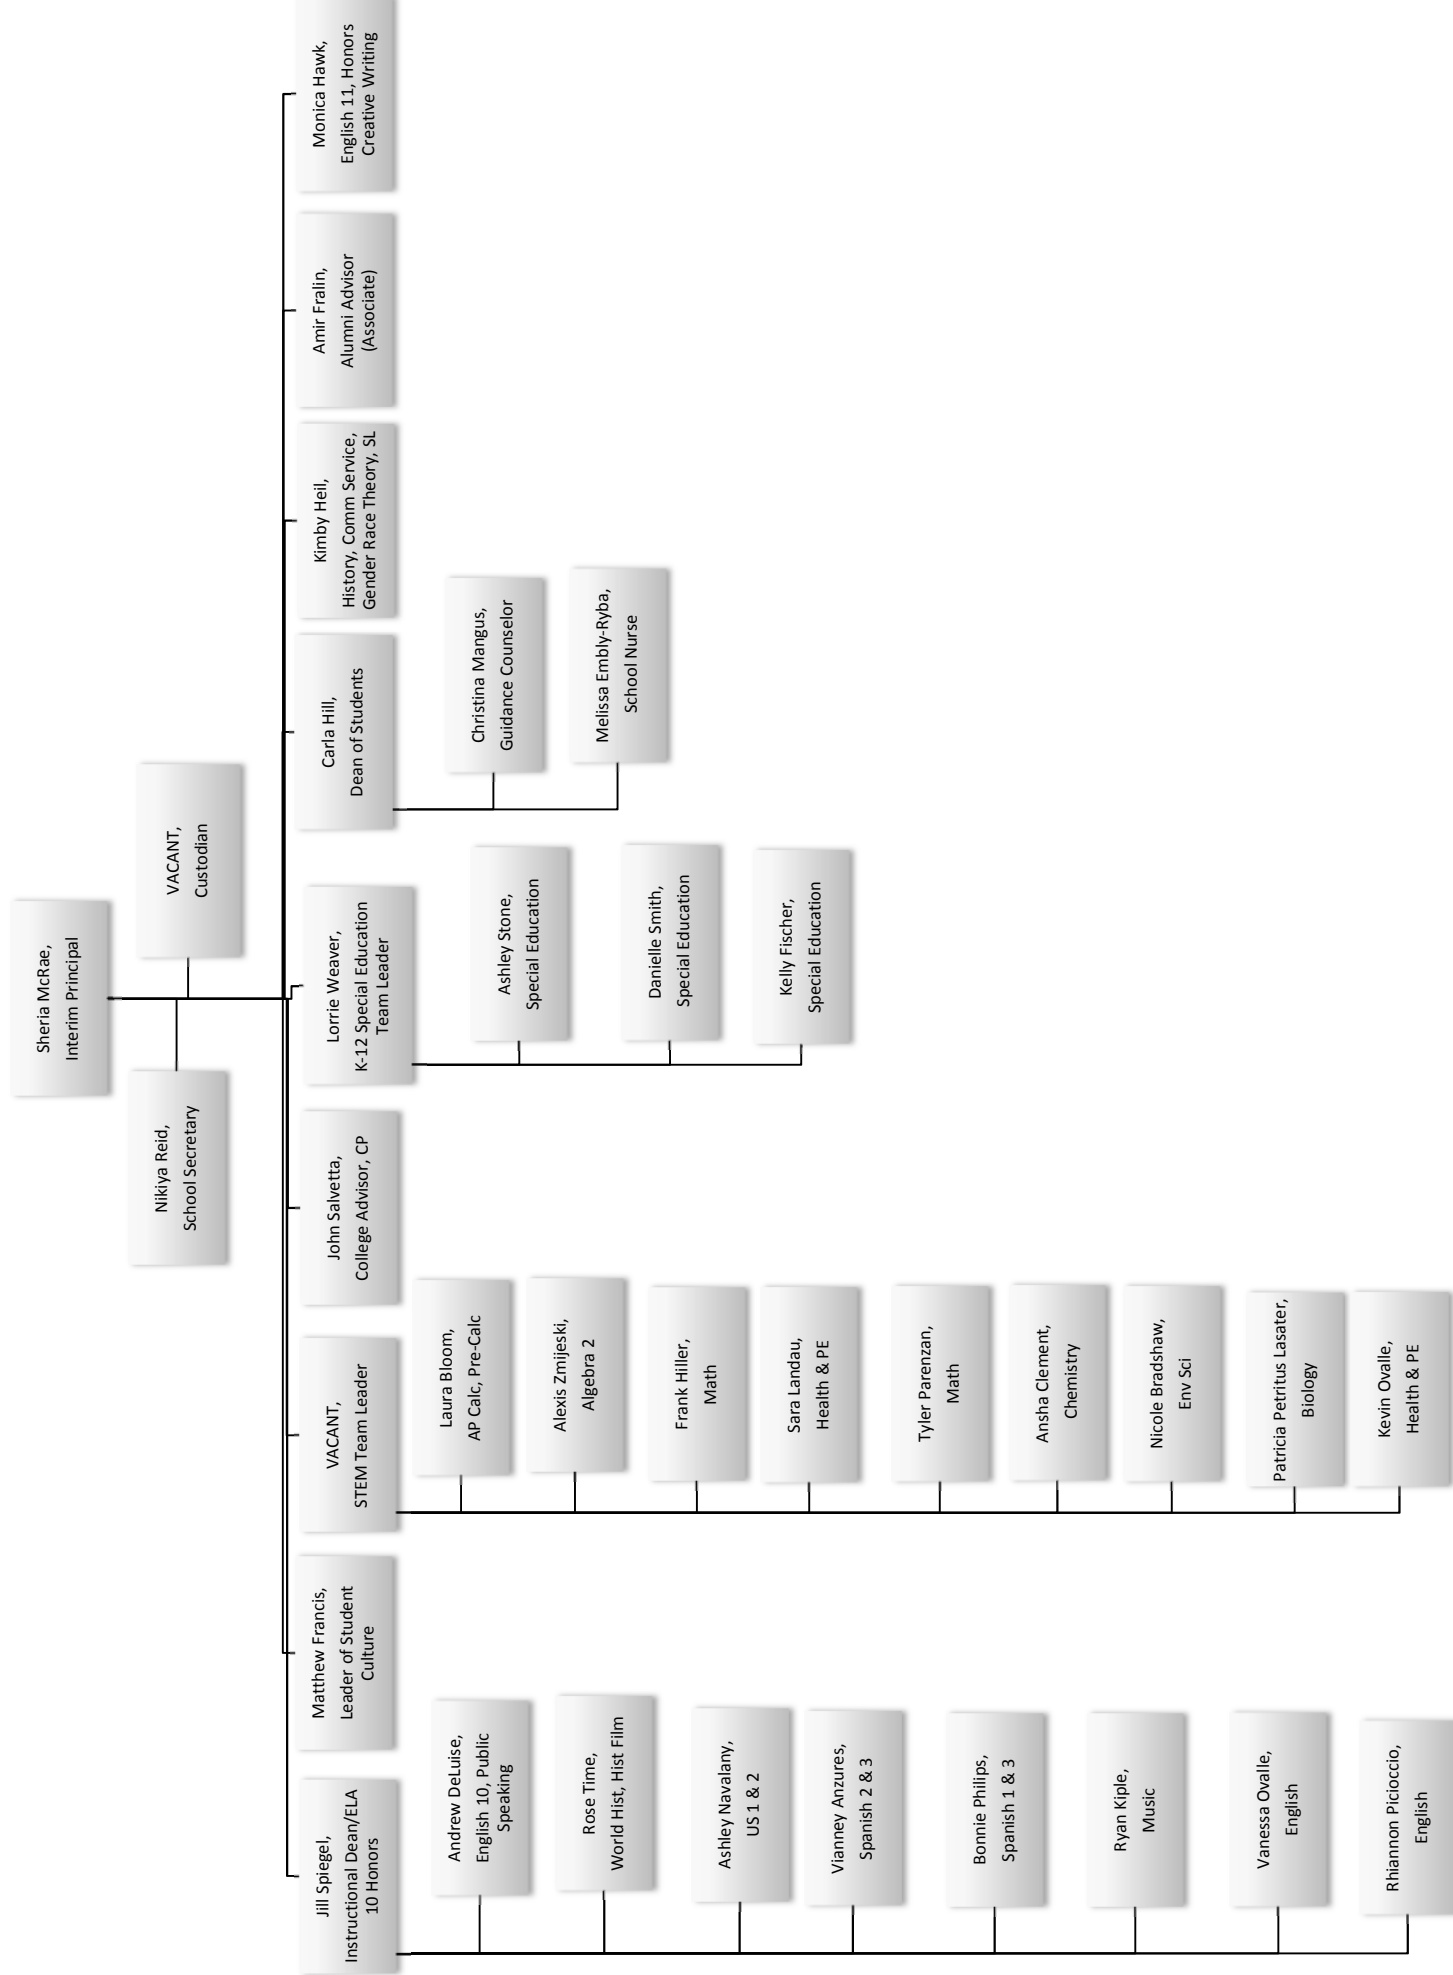 Sheria McRae,
Interim Principal
Nikiya Reid,
School Secretary
VACANT,
Custodian
Jill Spiegel,
Instructional Dean/ELA
10 Honors
Matthew Francis,
Leader of Student
Culture
VACANT,
STEM Team Leader
John Salvetta,
College Advisor, CP
Lorrie Weaver,
K-12 Special Education
Team Leader
Carla Hill,
Dean of Students
Kimby Heil,
History, Comm Service,
Gender Race Theory, SL
Amir Fralin,
Alumni Advisor
(Associate)
Monica Hawk,
English 11, Honors
Creative Writing
Andrew DeLuise,
English 10, Public
Speaking
Rose Time,
World Hist, Hist Film
Ashley Navalany,
US 1 & 2
Vianney Anzures,
Spanish 2 & 3
Bonnie Philips,
Spanish 1 & 3
Ryan Kiple,
Music
Vanessa Ovalle,
English
Rhiannon Picioccio,
English
Laura Bloom,
AP Calc, Pre-Calc
Alexis Zmijeski,
Algebra 2
Frank Hiller,
Math
Sara Landau,
Health & PE
Tyler Parenzan,
Math
Ansha Clement,
Chemistry
Nicole Bradshaw,
Env Sci
Patricia Petritus Lasater,
Biology
Kevin Ovalle,
Health & PE
Ashley Stone,
Special Education
Danielle Smith,
Special Education
Kelly Fischer,
Special Education
Christina Mangus,
Guidance Counselor
Melissa Embly-Ryba,
School Nurse